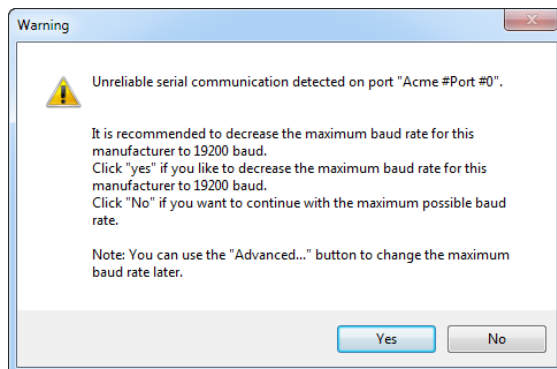 Warning
Unreliable serial communication detected on port "Acme #Port #0".
It is recommended to decrease the maximum baud rate for this
manufacturer to 19200 baud.
Click "yes" if you like to decrease the maximum baud rate for this
manufacturer to 19200 baud.
Click "No" if you want to continue with the maximum possible baud
rate.
Note: You can use the "Advanced..." button to change the maximum
baud rate later.
Yes No